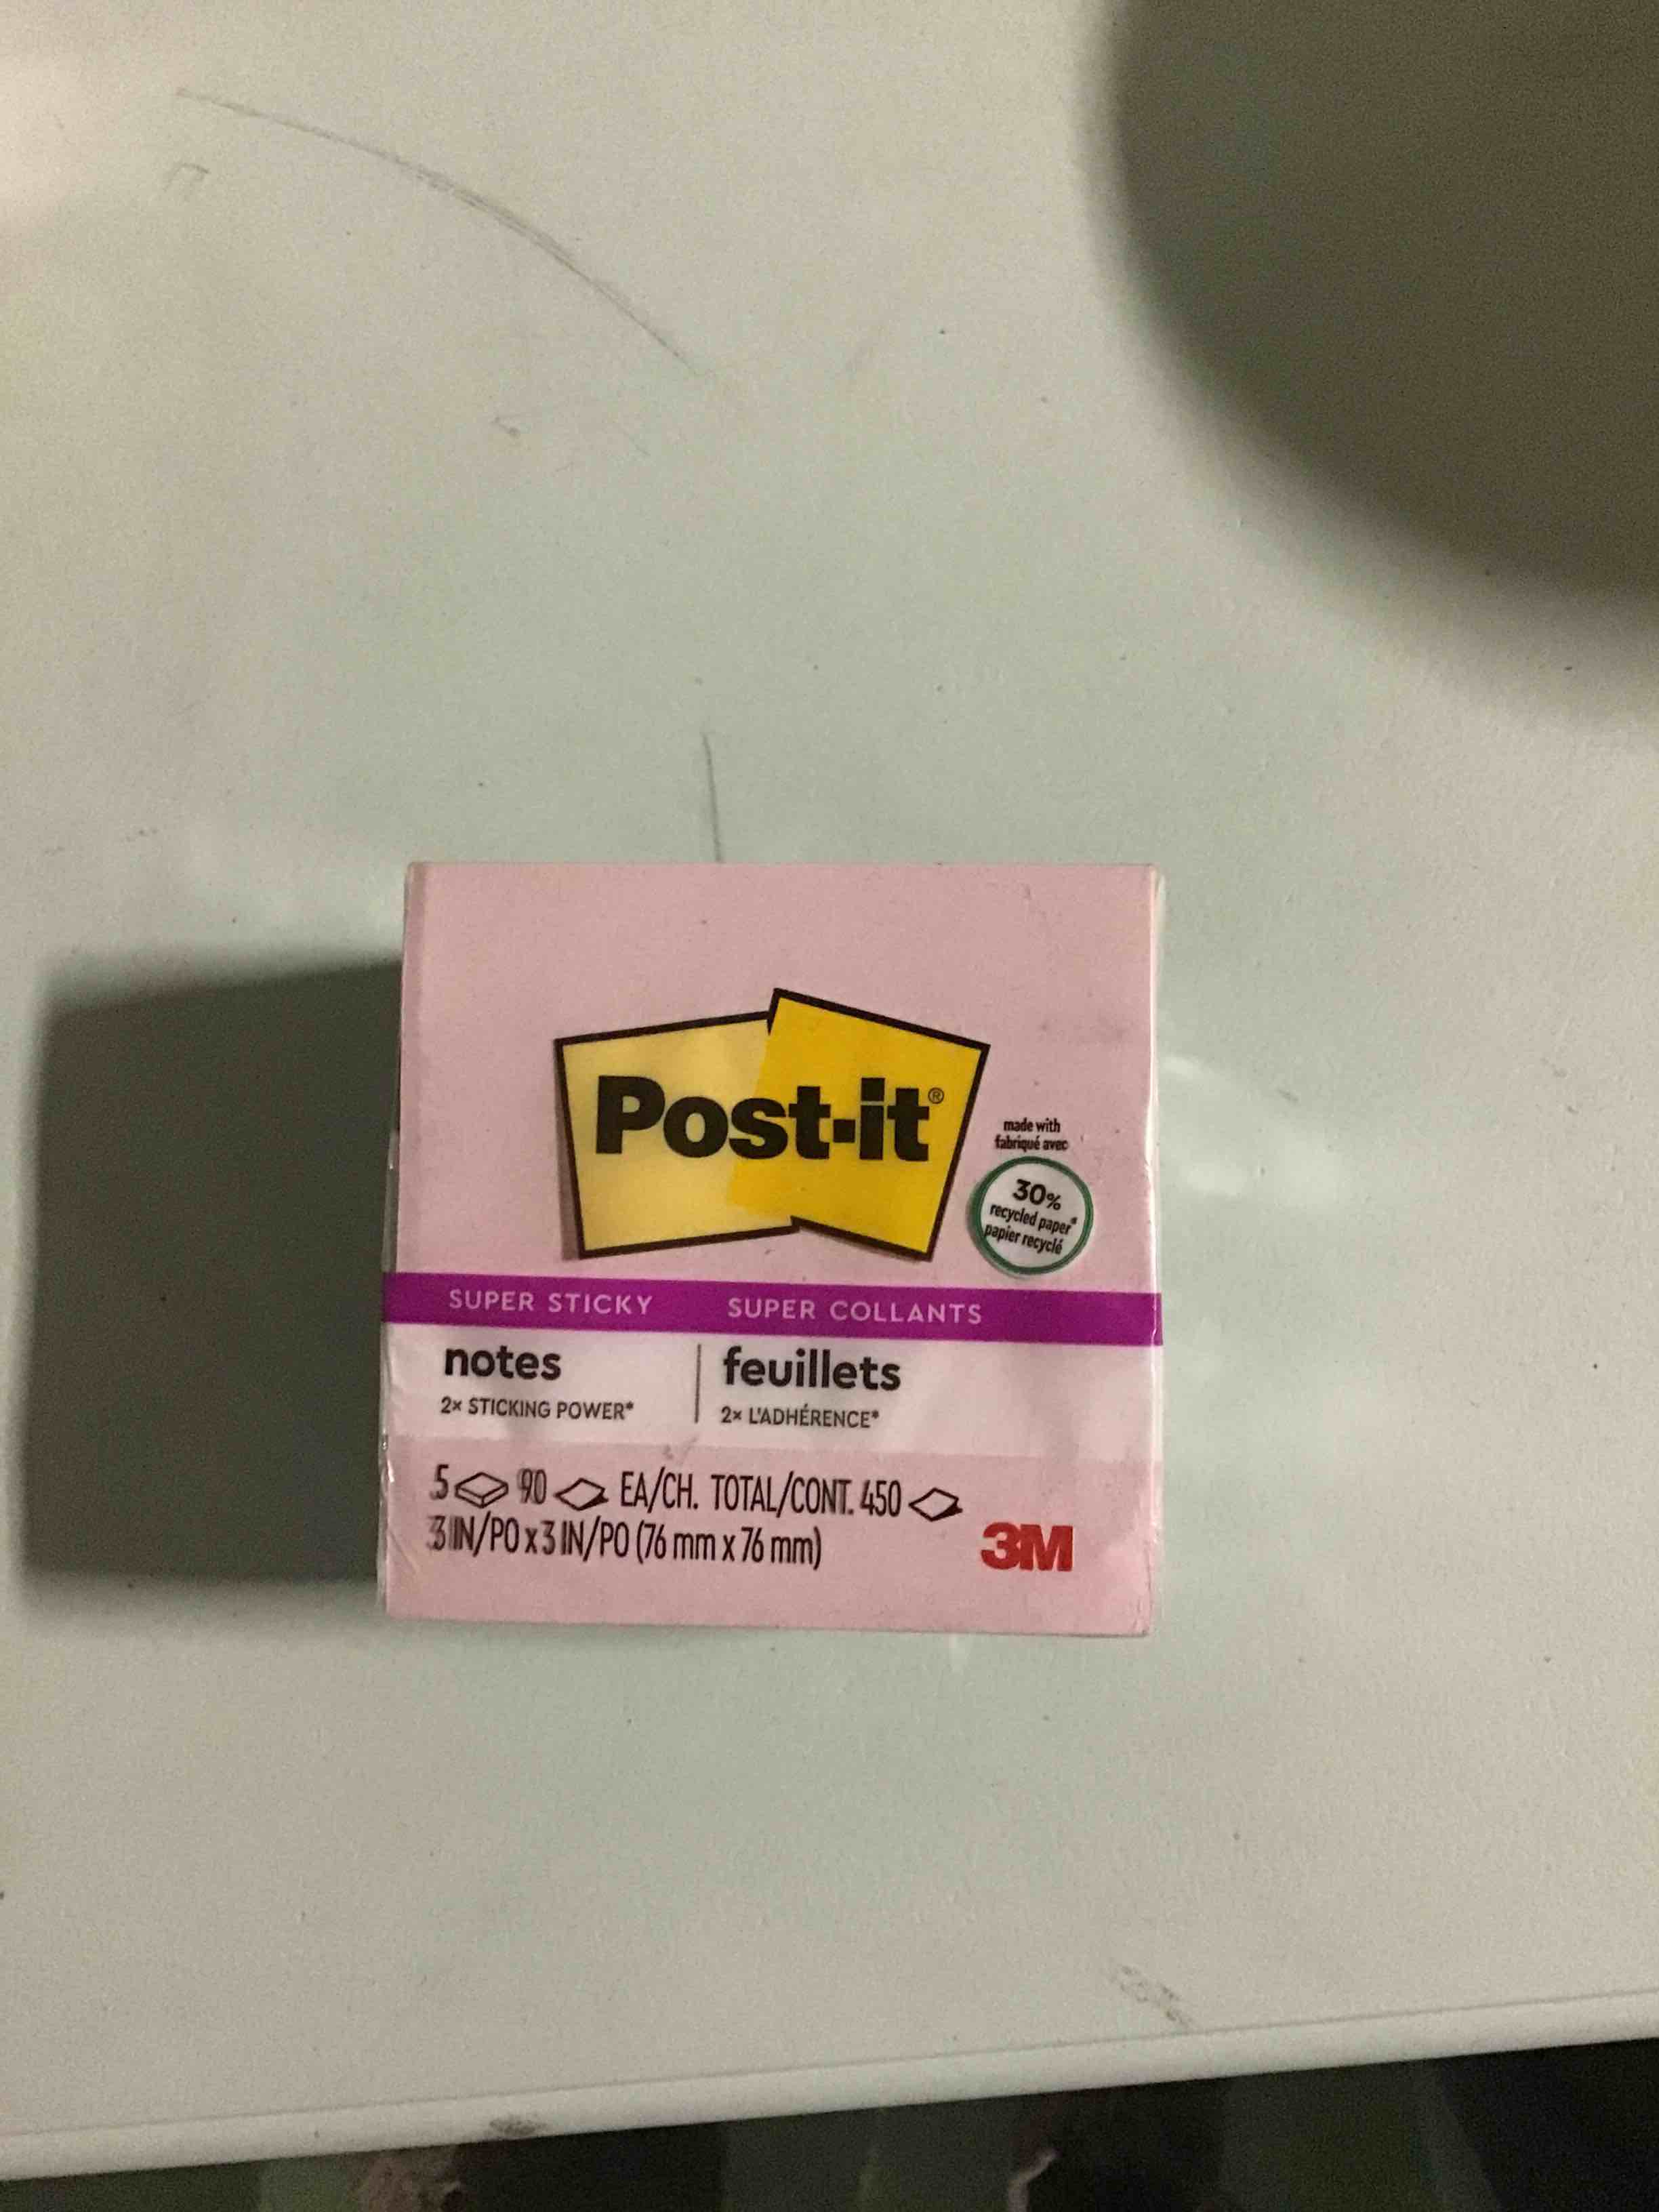 Post-it®
made with
fabriqué avec
30%
recycled paper*
papier recyclé
SUPER STICKY SUPER COLLANTS
notes feuillets
2x STICKING POWER* 2x L'ADHÉRENCE*
5 90 EA/CH. TOTAL/CONT. 450
3 IN/PO x 3 IN/PO (76 mm x 76 mm)
3M